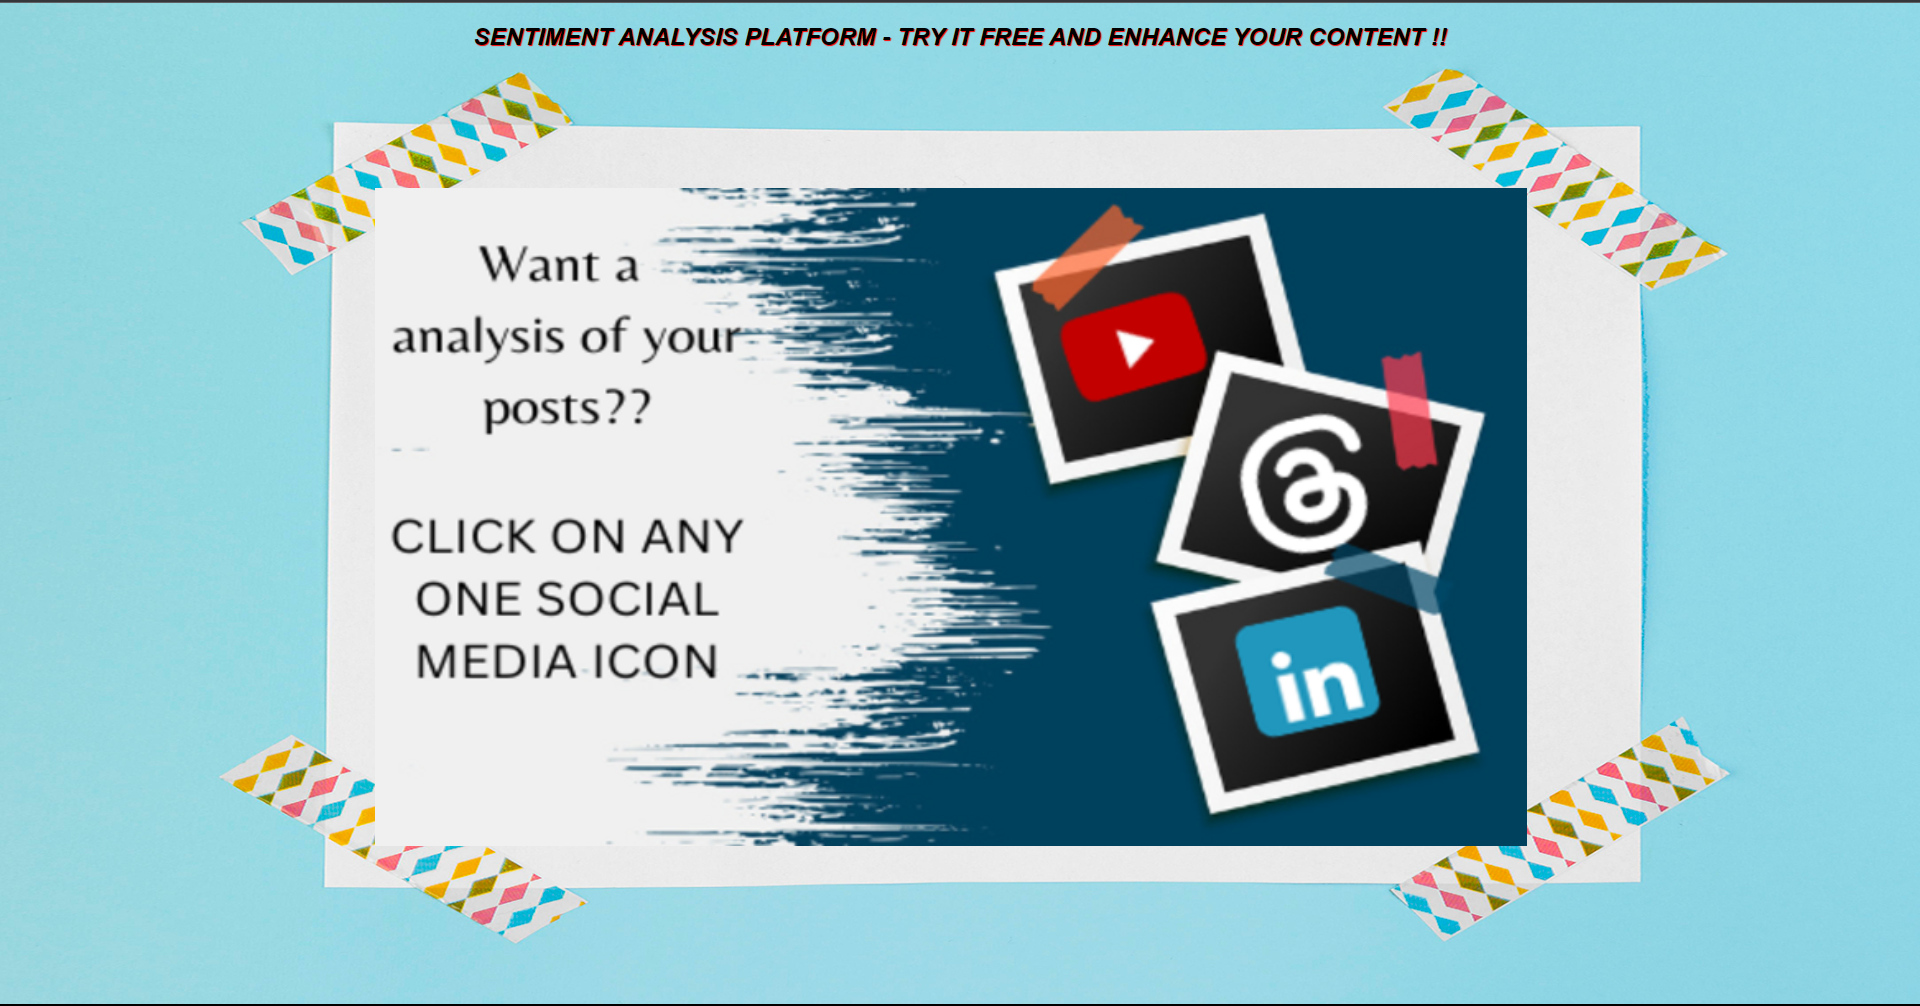 SENTIMENT ANALYSIS PLATFORM - TRY IT FREE AND ENHANCE YOUR CONTENT !!
Want a
analysis of your
posts??
CLICK ON ANY
ONE SOCIAL
MEDIA ICON
in